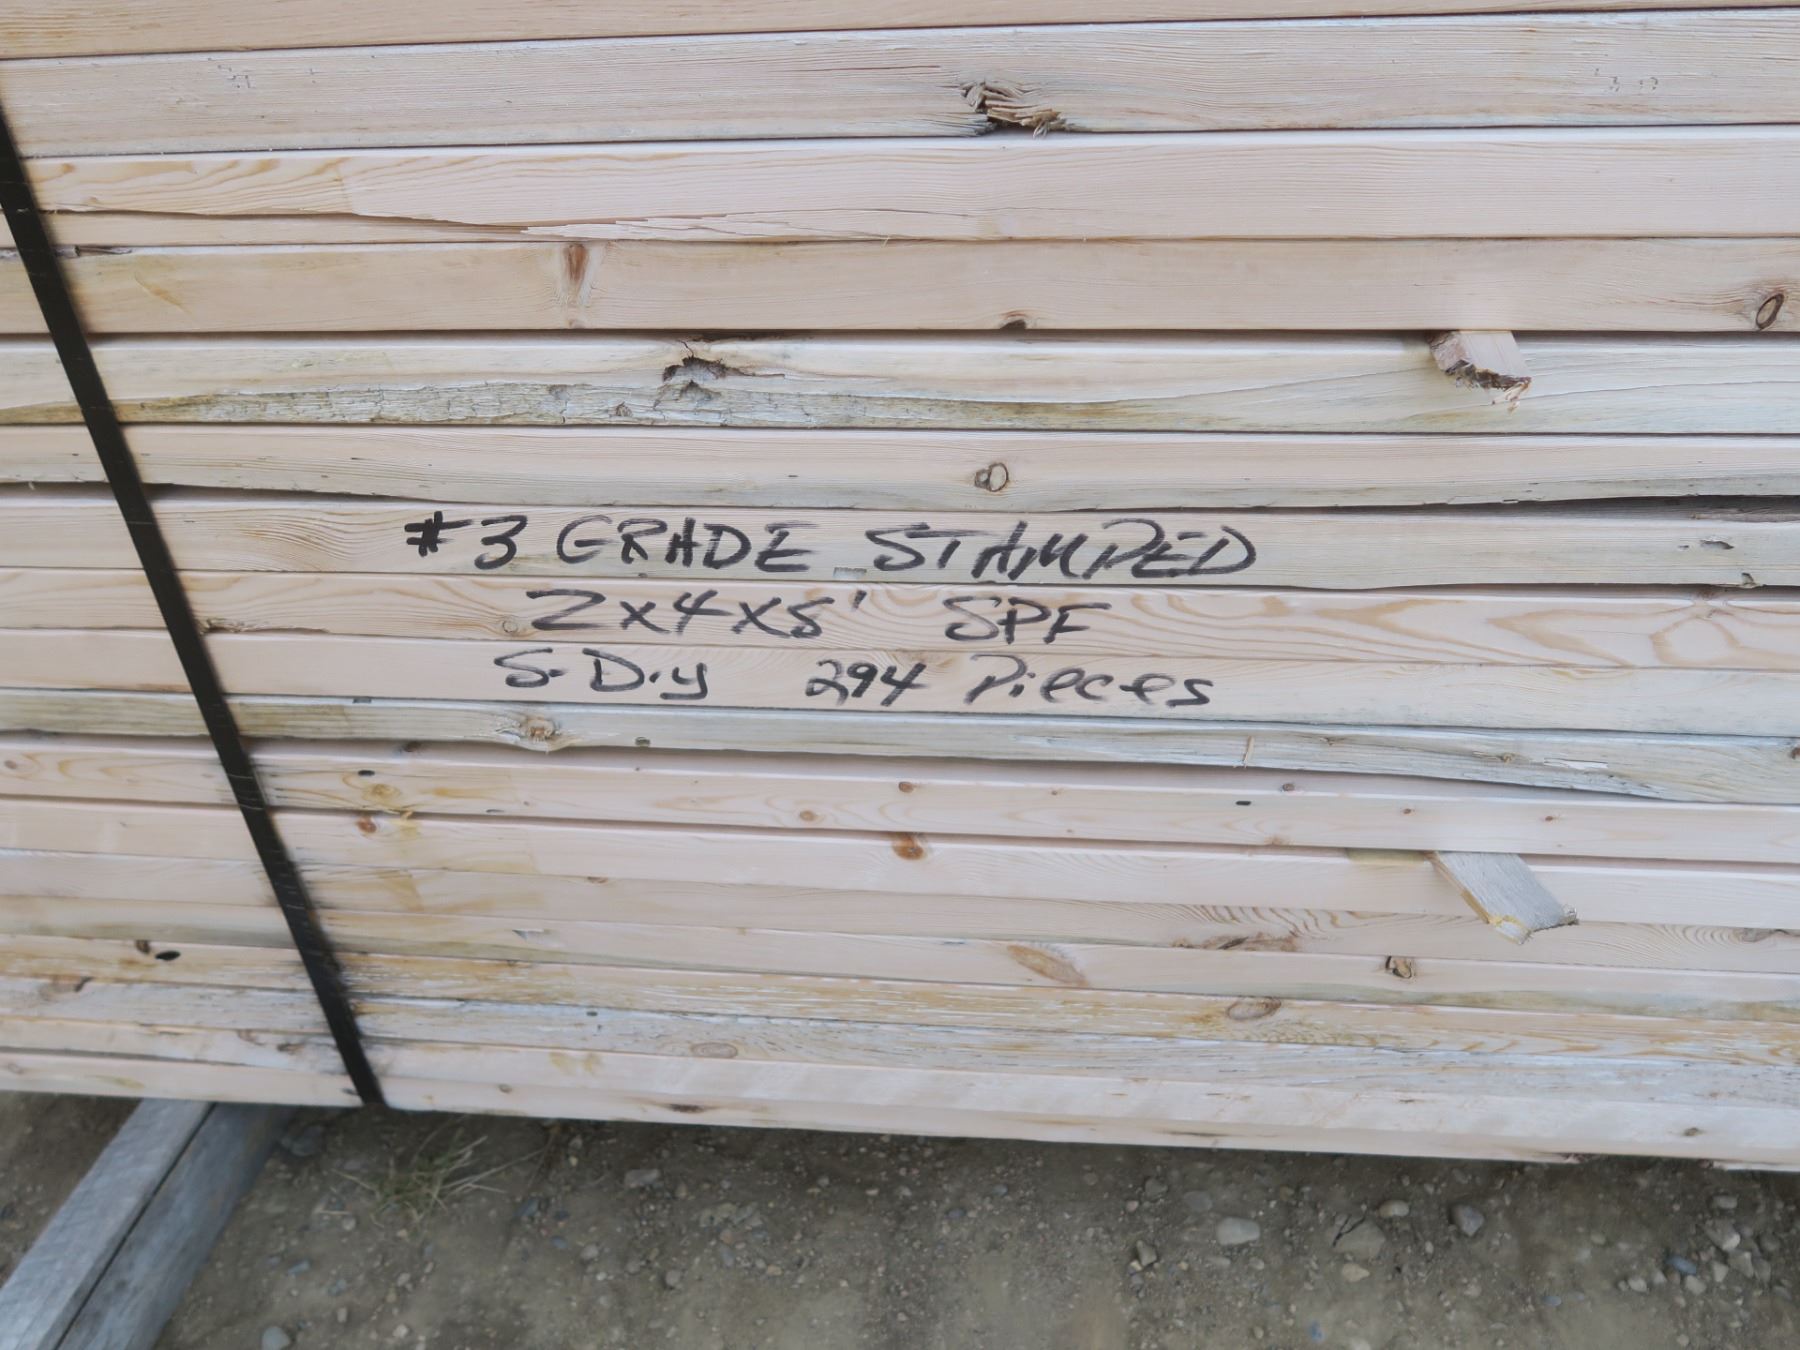 #3 GRADE STAMPED
2x4x8' SPF
S-Dry 294 Pieces